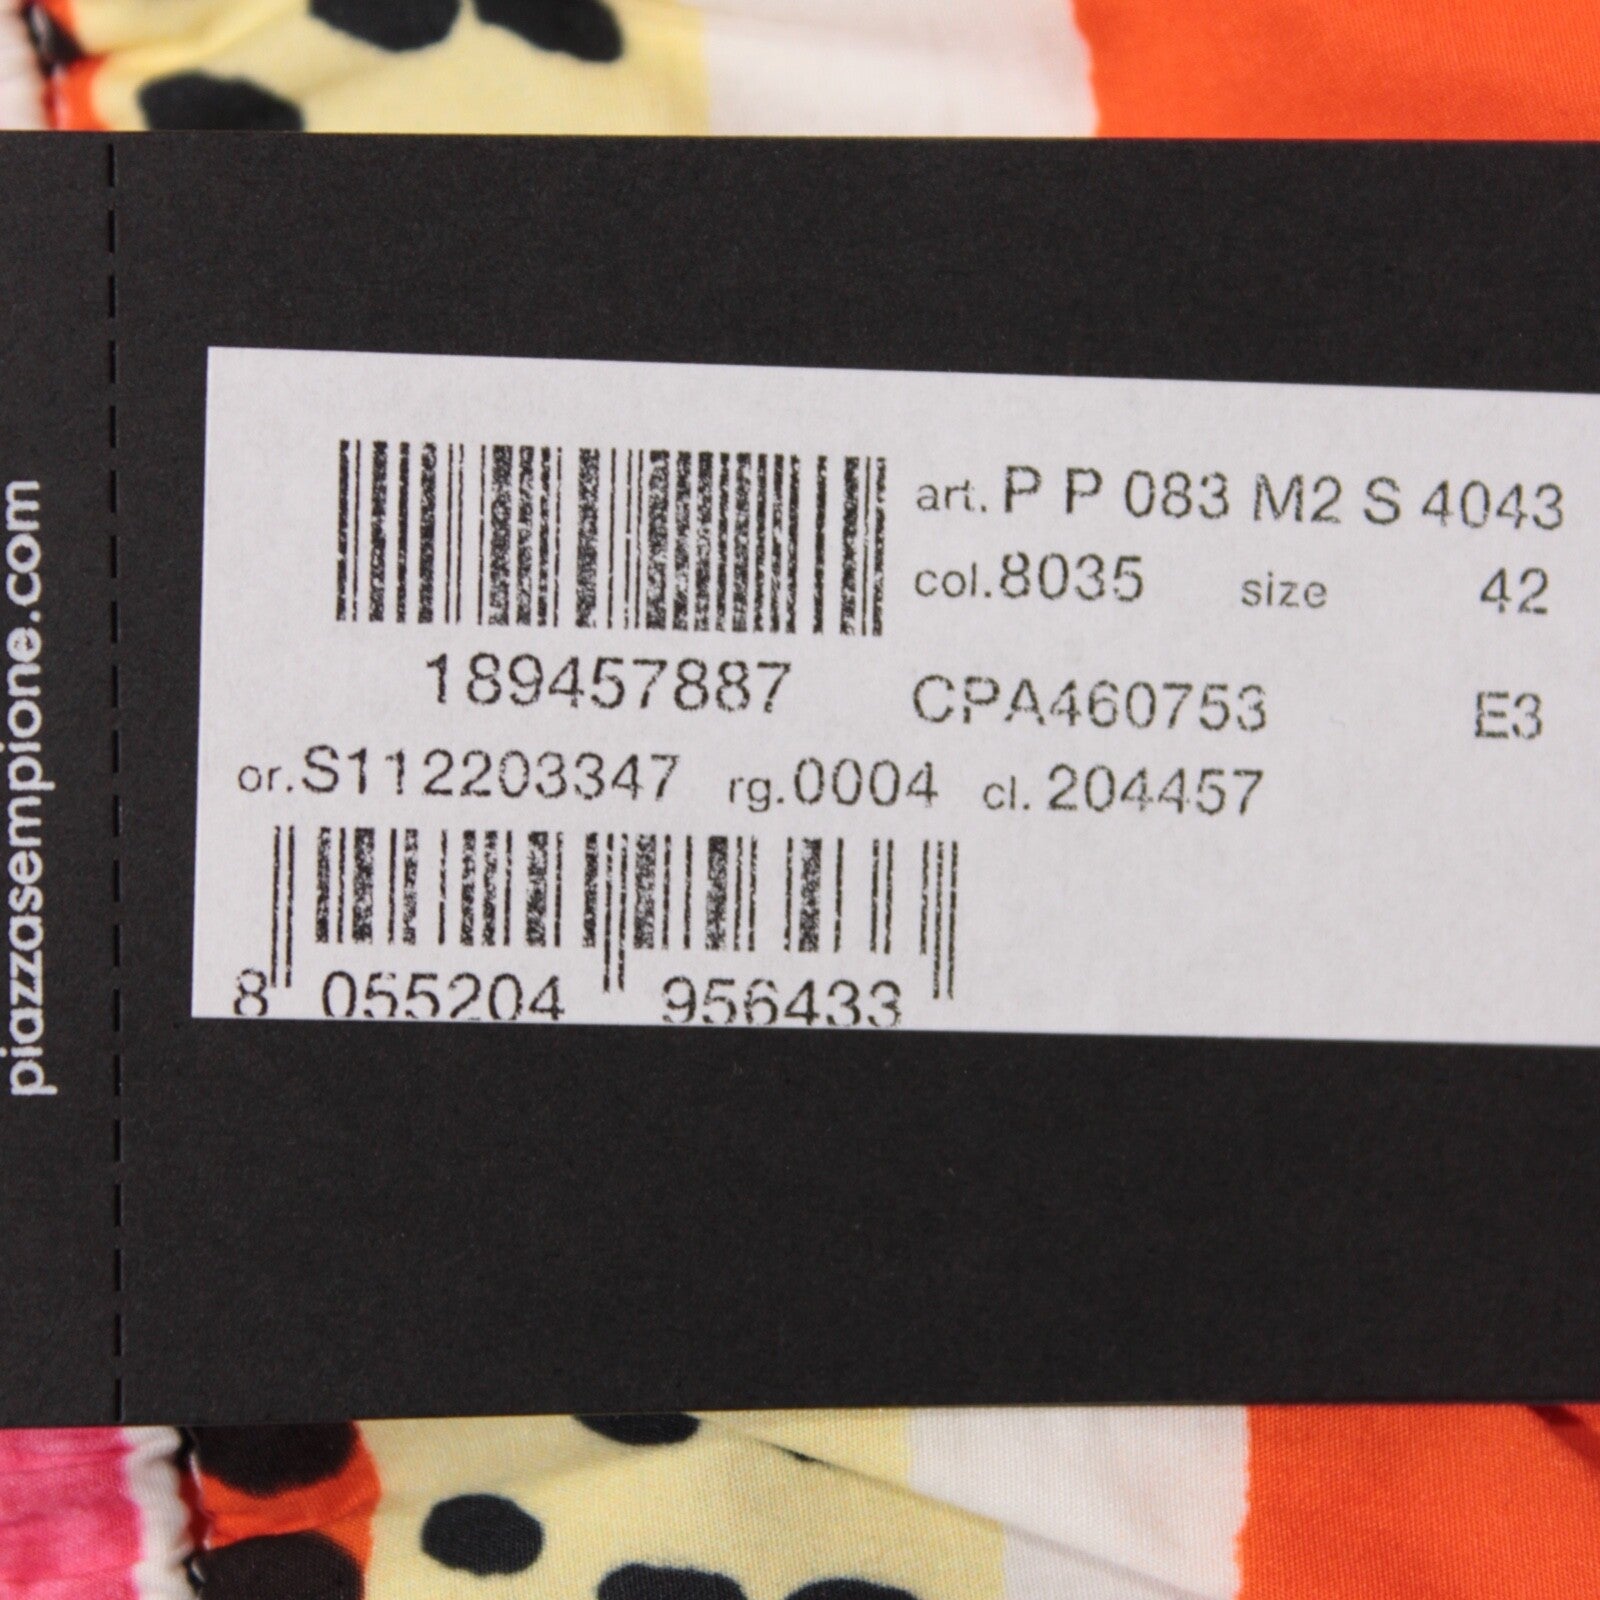 piazzasempione.com
art. P P 083 M2 S 4043
col.8035 size 42
189457887
CPA460753 E3
or.S112203347 rg.0004 cl. 204457
8 055204 956433